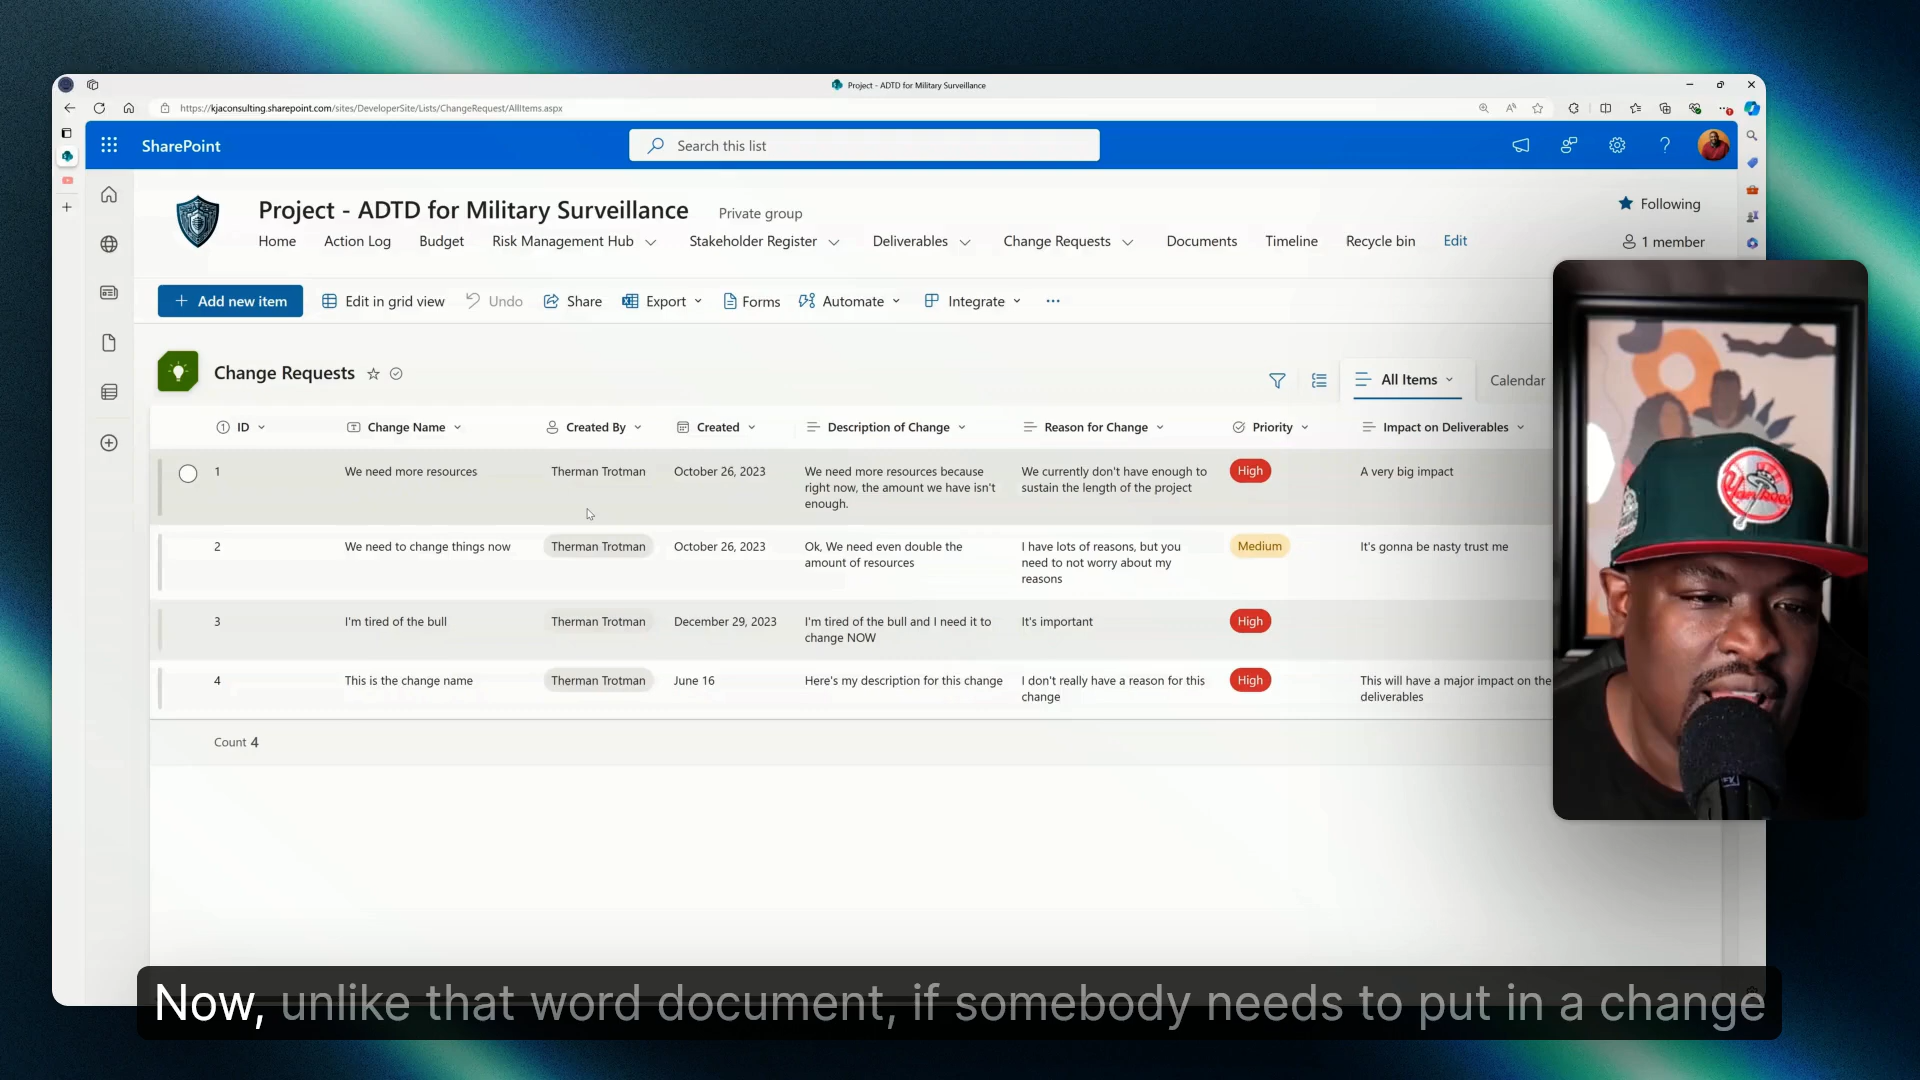 Project - ADTD for Military Surveillance
https://kjaconsulting.sharepoint.com/sites/DeveloperSite/Lists/ChangeRequest/AllItems.aspx
SharePoint
Search this list
Project - ADTD for Military Surveillance
Private group
Following
Home Action Log Budget Risk Management Hub Stakeholder Register Deliverables Change Requests Documents Timeline Recycle bin Edit
1 member
Add new item Edit in grid view Undo Share Export Forms Automate Integrate
Change Requests
All Items Calendar
ID Change Name Created By Created Description of Change Reason for Change Priority Impact on Deliverables
1 We need more resources Therman Trotman October 26, 2023 We need more resources because We currently don't have enough to High A very big impact
right now, the amount we have isn't sustain the length of the project
enough.
2 We need to change things now Therman Trotman October 26, 2023 Ok, We need even double the I have lots of reasons, but you Medium It's gonna be nasty trust me
amount of resources need to not worry about my
reasons
3 I'm tired of the bull Therman Trotman December 29, 2023 I'm tired of the bull and I need it to It's important High
change NOW
4 This is the change name Therman Trotman June 16 Here's my description for this change I don't really have a reason for this High This will have a major impact on the
change deliverables
Count 4
Now, unlike that word document, if somebody needs to put in a change